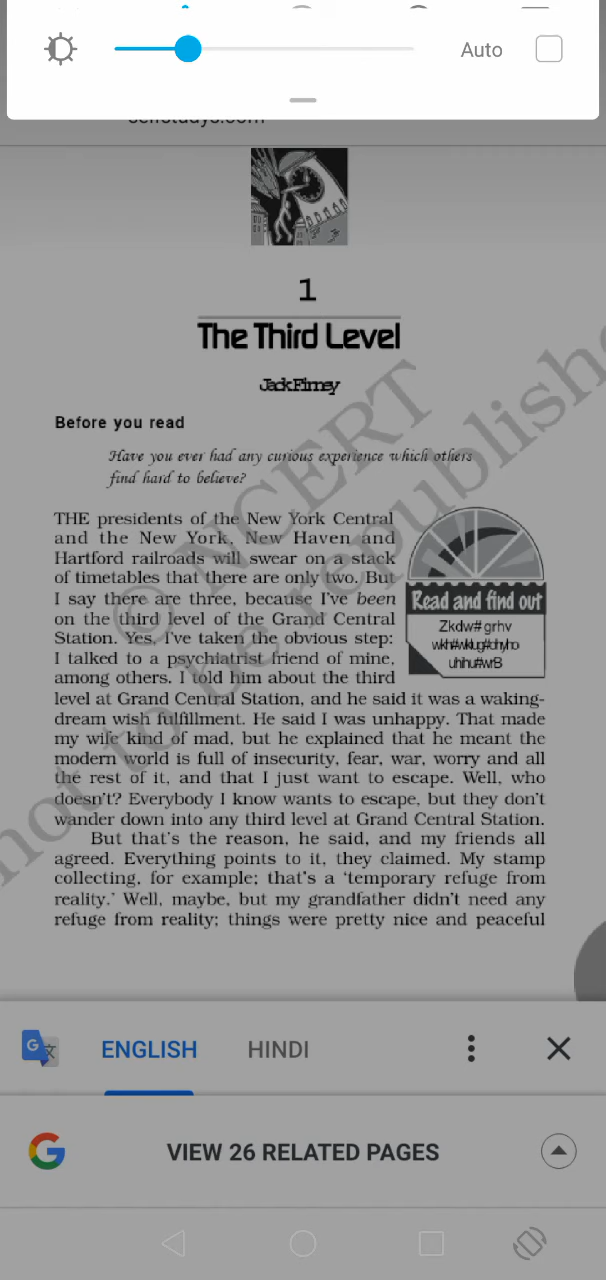 Auto
selfstudys.com
1
The Third Level
Jack Finney
Before you read
Have you ever had any curious experience which others
find hard to believe?
THE presidents of the New York Central
and the New York, New Haven and
Hartford railroads will swear on a stack
of timetables that there are only two. But
I say there are three, because I've been
on the third level of the Grand Central
Station. Yes, I've taken the obvious step:
I talked to a psychiatrist friend of mine,
among others. I told him about the third
level at Grand Central Station, and he said it was a waking-
dream wish fulfillment. He said I was unhappy. That made
my wife kind of mad, but he explained that he meant the
modern world is full of insecurity, fear, war, worry and all
the rest of it, and that I just want to escape. Well, who
doesn't? Everybody I know wants to escape, but they don't
wander down into any third level at Grand Central Station.
But that's the reason, he said, and my friends all
agreed. Everything points to it, they claimed. My stamp
collecting, for example; that's a 'temporary refuge from
reality.' Well, maybe, but my grandfather didn't need any
refuge from reality; things were pretty nice and peaceful
Read and find out
Zkdw# grhv
uhihu#wrB
© NCERT
not to be republishe
ENGLISH
HINDI
VIEW 26 RELATED PAGES